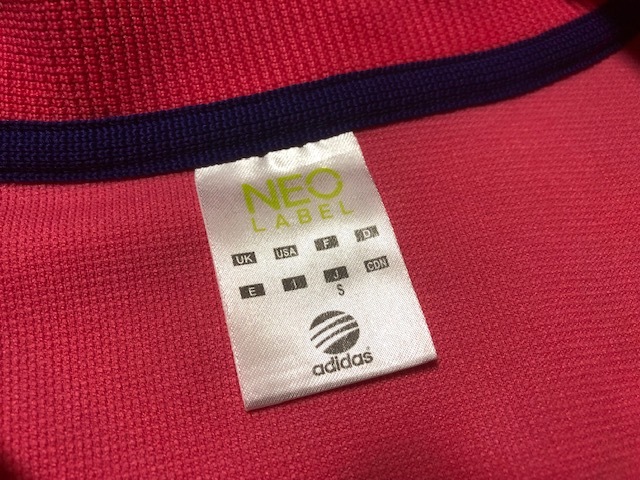 NEO
LABEL
UK USA F D
E I J CDN
S
adidas